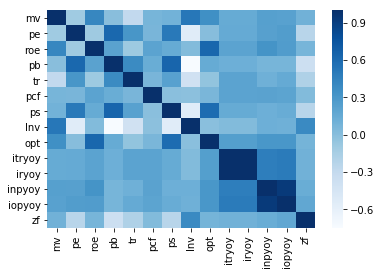 mv
pe
roe
pb
tr
pcf
ps
lnv
opt
itryoy
iryoy
inpyoy
iopyoy
zf
mv pe roe pb tr pcf ps lnv opt itryoy iryoy inpyoy iopyoy zf
0.9
0.6
0.3
0.0
−0.3
−0.6